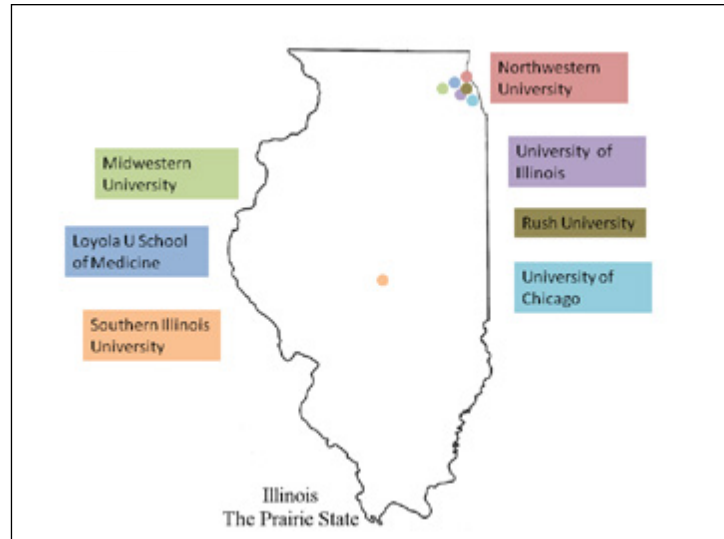 Northwestern
University
Midwestern
University
University of
Illinois
Loyola U School
of Medicine
Rush University
University of
Chicago
Southern Illinois
University
Illinois
The Prairie State